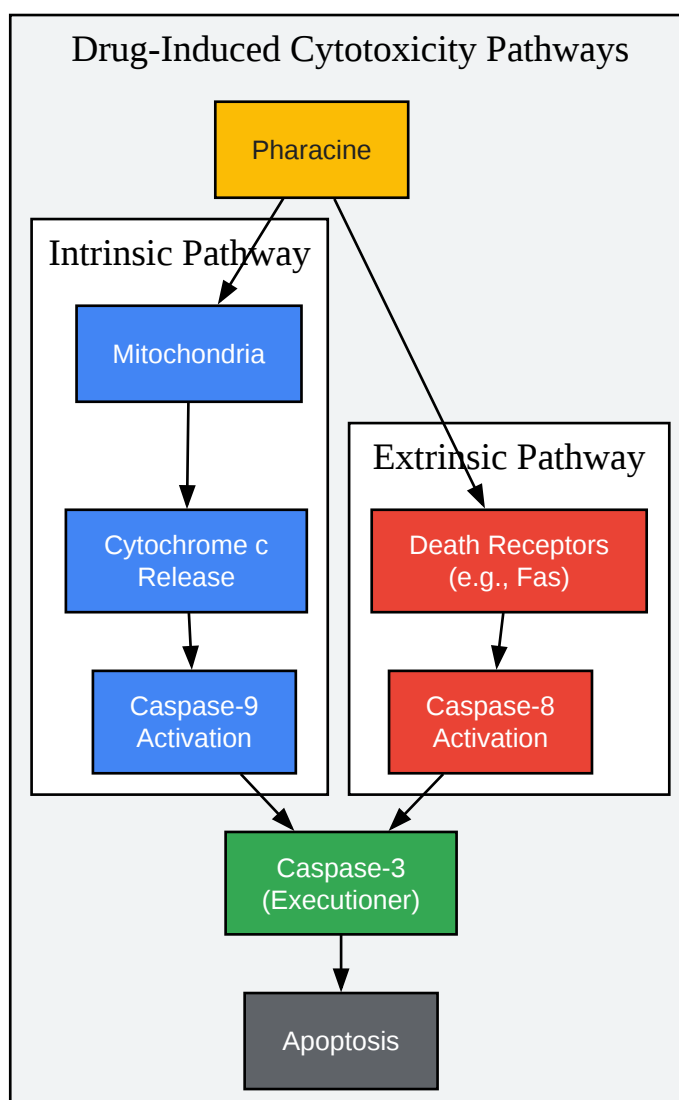 Drug-Induced Cytotoxicity Pathways
Pharacine
Intrinsic Pathway
Mitochondria
Extrinsic Pathway
Cytochrome c
Release
Death Receptors
(e.g., Fas)
Caspase-9
Activation
Caspase-8
Activation
Caspase-3
(Executioner)
Apoptosis